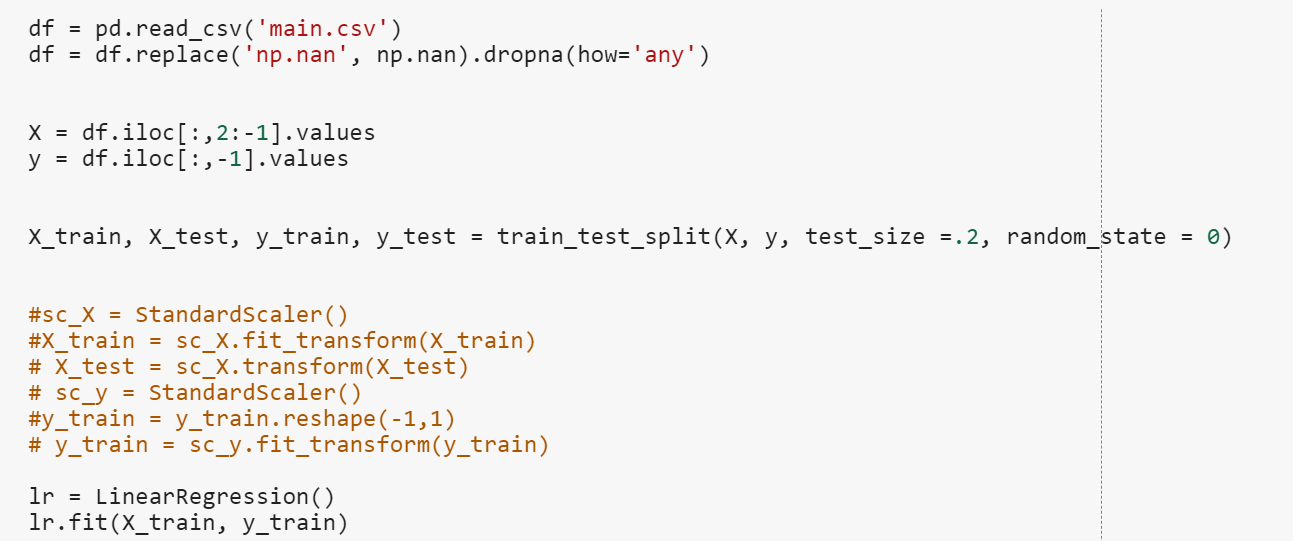 df = pd.read_csv('main.csv')
df = df.replace('np.nan', np.nan).dropna(how='any')
X = df.iloc[:,2:-1].values
y = df.iloc[:,-1].values
X_train, X_test, y_train, y_test = train_test_split(X, y, test_size =.2, random_state = 0)
#sc_X = StandardScaler()
#X_train = sc_X.fit_transform(X_train)
# X_test = sc_X.transform(X_test)
# sc_y = StandardScaler()
#y_train = y_train.reshape(-1,1)
# y_train = sc_y.fit_transform(y_train)
lr = LinearRegression()
lr.fit(X_train, y_train)